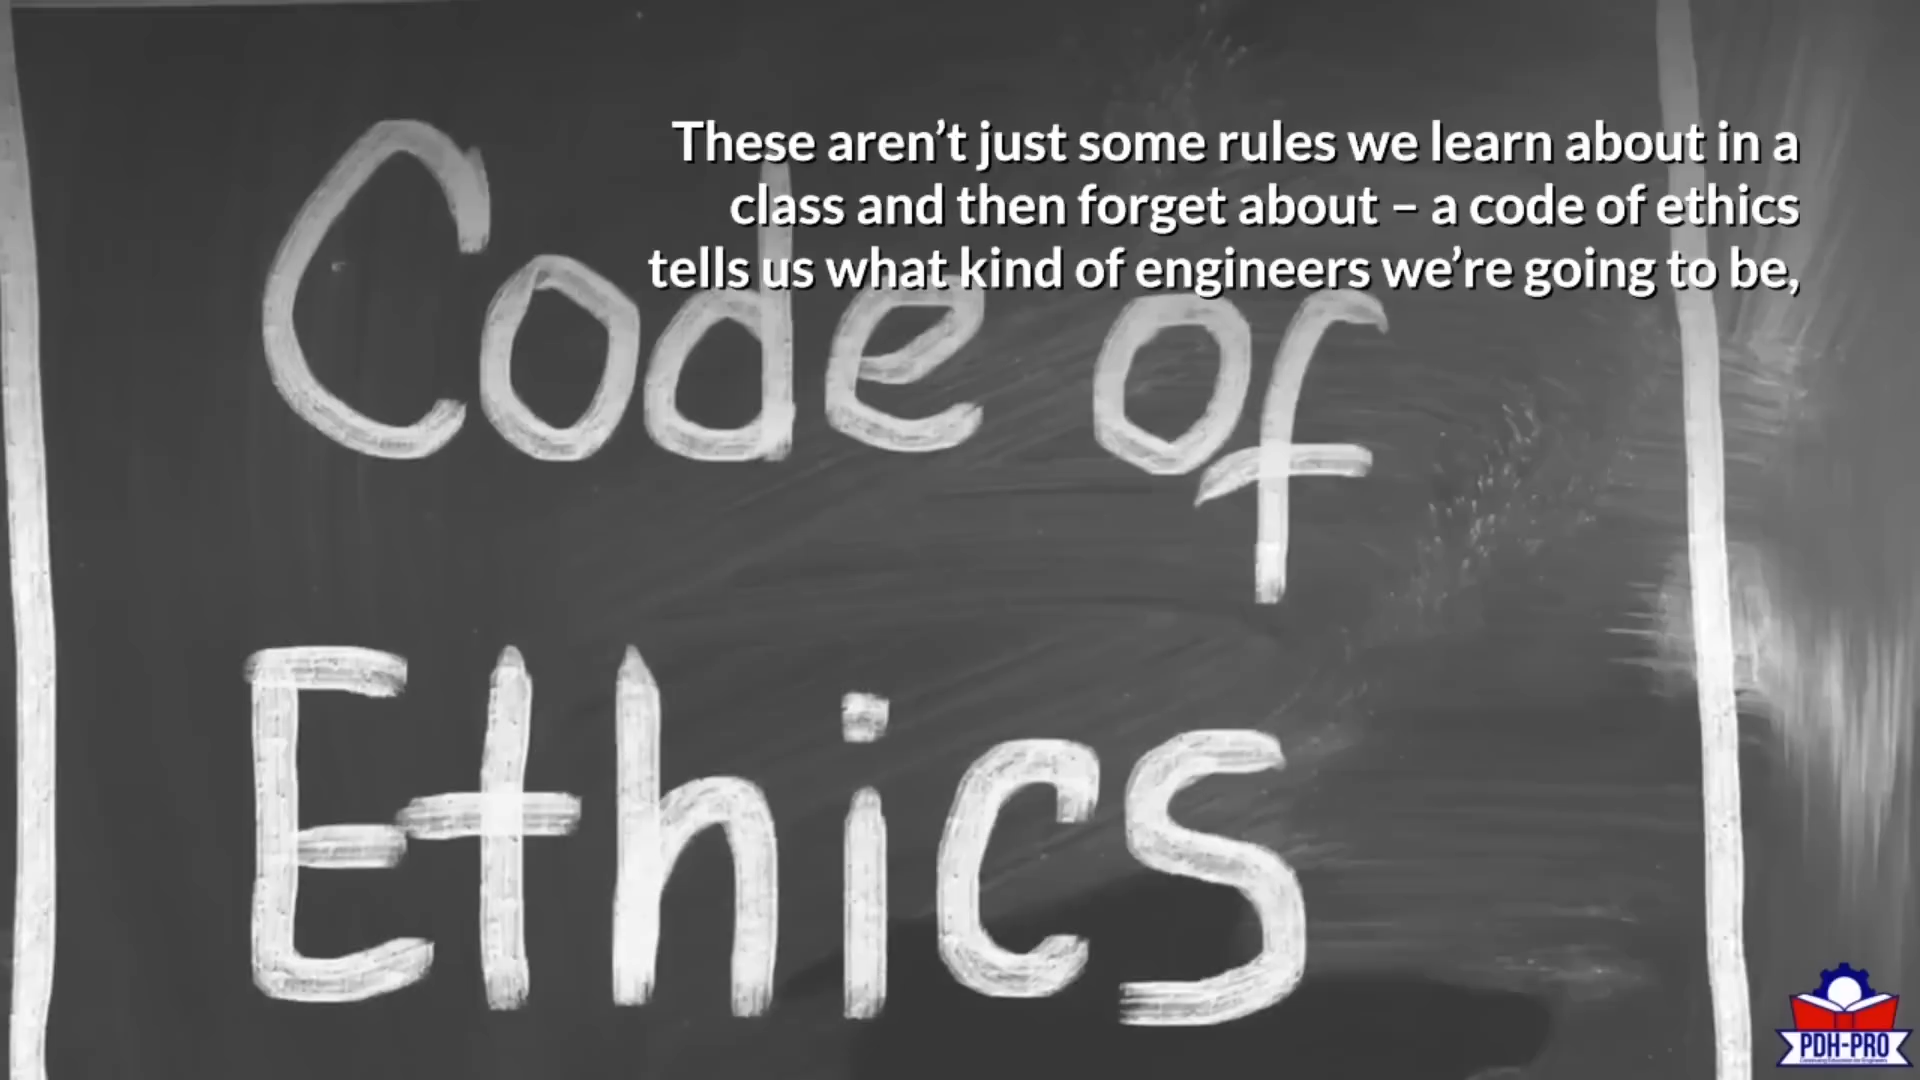 These aren’t just some rules we learn about in a
class and then forget about – a code of ethics
tells us what kind of engineers we’re going to be,
Code of
Ethics
PDH-PRO